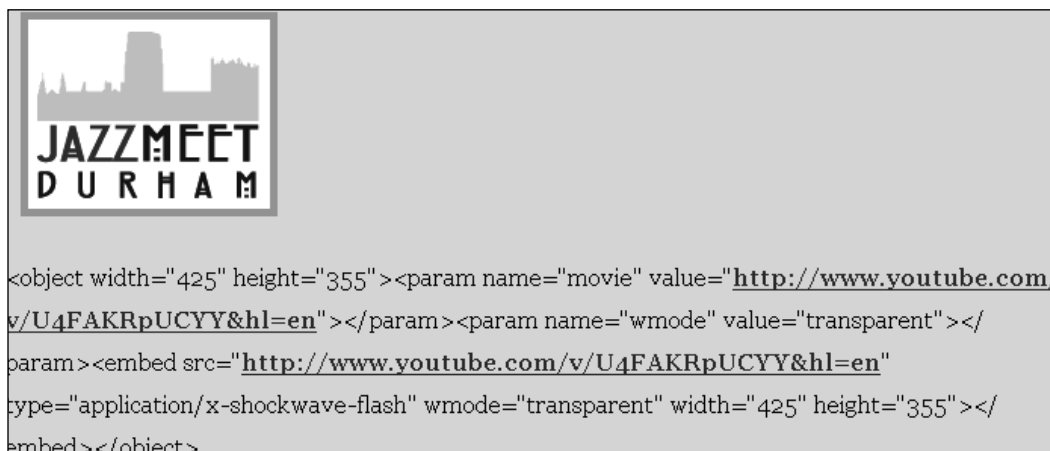 JAZZMEET
DURHAM
<object width="425" height="355"><param name="movie" value="http://www.youtube.com/
v/U4FAKRpUCYY&hl=en"></param><param name="wmode" value="transparent"></
param><embed src="http://www.youtube.com/v/U4FAKRpUCYY&hl=en"
type="application/x-shockwave-flash" wmode="transparent" width="425" height="355"></
embed></object>